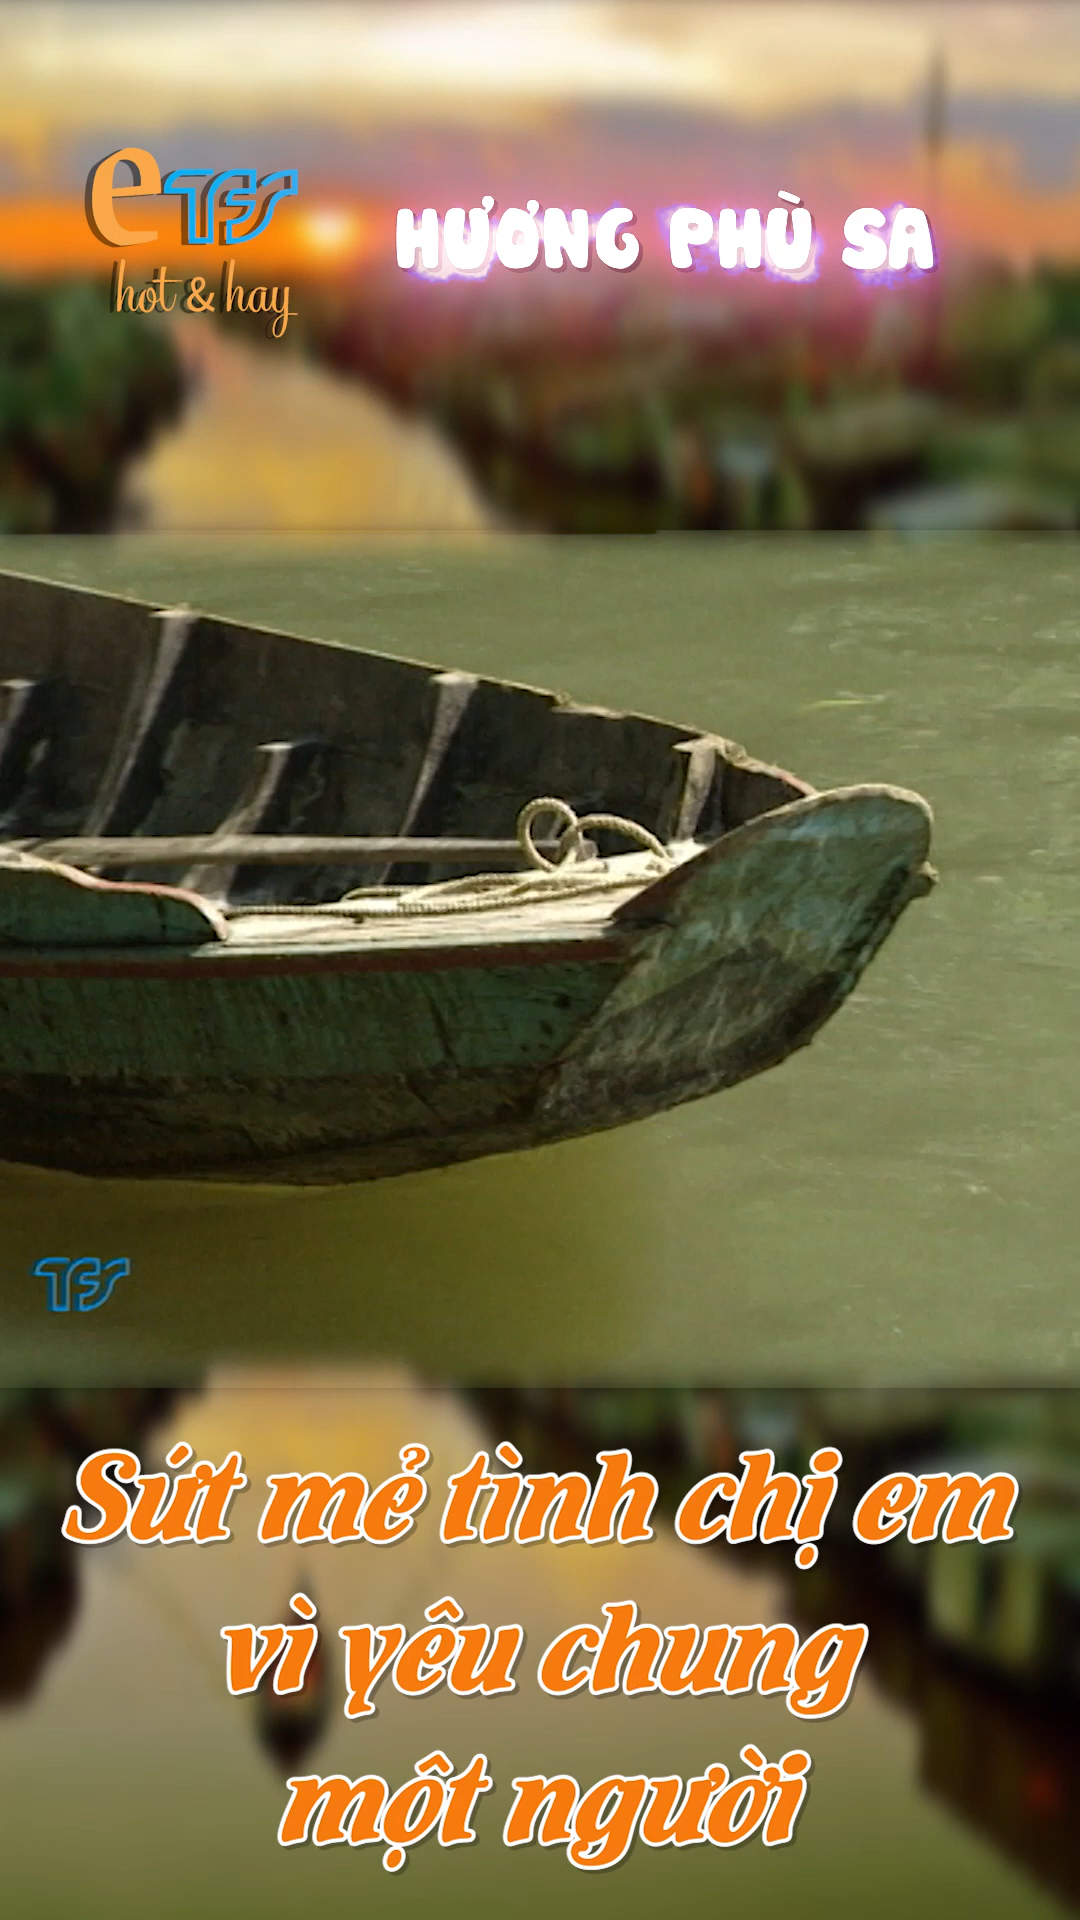 eTFS
hot & hay
HƯƠNG PHÙ SA
TFS
Sứt mẻ tình chị em
vì yêu chung
một người